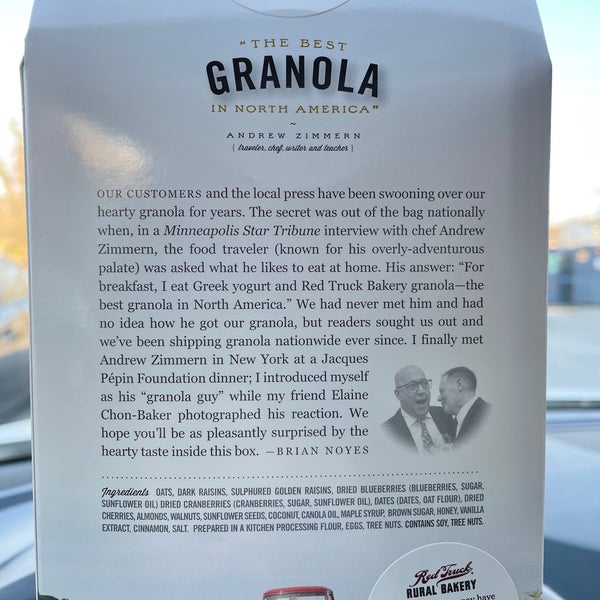 “THE BEST
GRANOLA
IN NORTH AMERICA”
~
ANDREW ZIMMERN
{ traveler, chef, writer and teacher }
OUR CUSTOMERS and the local press have been swooning over our
hearty granola for years. The secret was out of the bag nationally
when, in a Minneapolis Star Tribune interview with chef Andrew
Zimmern, the food traveler (known for his overly-adventurous
palate) was asked what he likes to eat at home. His answer: “For
breakfast, I eat Greek yogurt and Red Truck Bakery granola—the
best granola in North America.” We had never met him and had
no idea how he got our granola, but readers sought us out and
we’ve been shipping granola nationwide ever since. I finally met
Andrew Zimmern in New York at a Jacques
Pépin Foundation dinner; I introduced myself
as his “granola guy” while my friend Elaine
Chon-Baker photographed his reaction. We
hope you’ll be as pleasantly surprised by the
hearty taste inside this box. —BRIAN NOYES
Ingredients OATS, DARK RAISINS, SULPHURED GOLDEN RAISINS, DRIED BLUEBERRIES (BLUEBERRIES, SUGAR,
SUNFLOWER OIL) DRIED CRANBERRIES (CRANBERRIES, SUGAR, SUNFLOWER OIL), DATES (DATES, OAT FLOUR), DRIED
CHERRIES, ALMONDS, WALNUTS, SUNFLOWER SEEDS, COCONUT, CANOLA OIL, MAPLE SYRUP, BROWN SUGAR, HONEY, VANILLA
EXTRACT, CINNAMON, SALT. PREPARED IN A KITCHEN PROCESSING FLOUR, EGGS, TREE NUTS. CONTAINS SOY, TREE NUTS.
Red Truck
RURAL BAKERY
may have